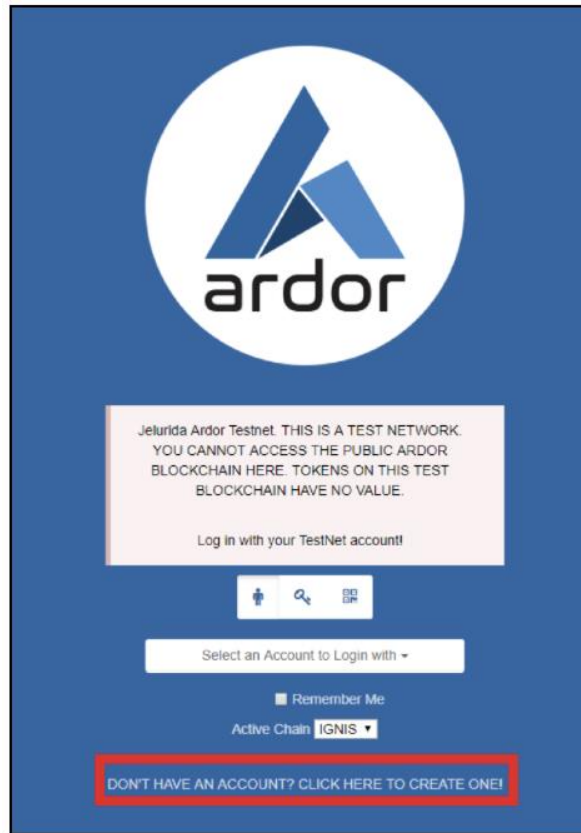 ardor
Jelurida Ardor Testnet. THIS IS A TEST NETWORK.
YOU CANNOT ACCESS THE PUBLIC ARDOR
BLOCKCHAIN HERE. TOKENS ON THIS TEST
BLOCKCHAIN HAVE NO VALUE.
Log in with your TestNet account!
Select an Account to Login with
Remember Me
Active Chain IGNIS
DON'T HAVE AN ACCOUNT? CLICK HERE TO CREATE ONE!